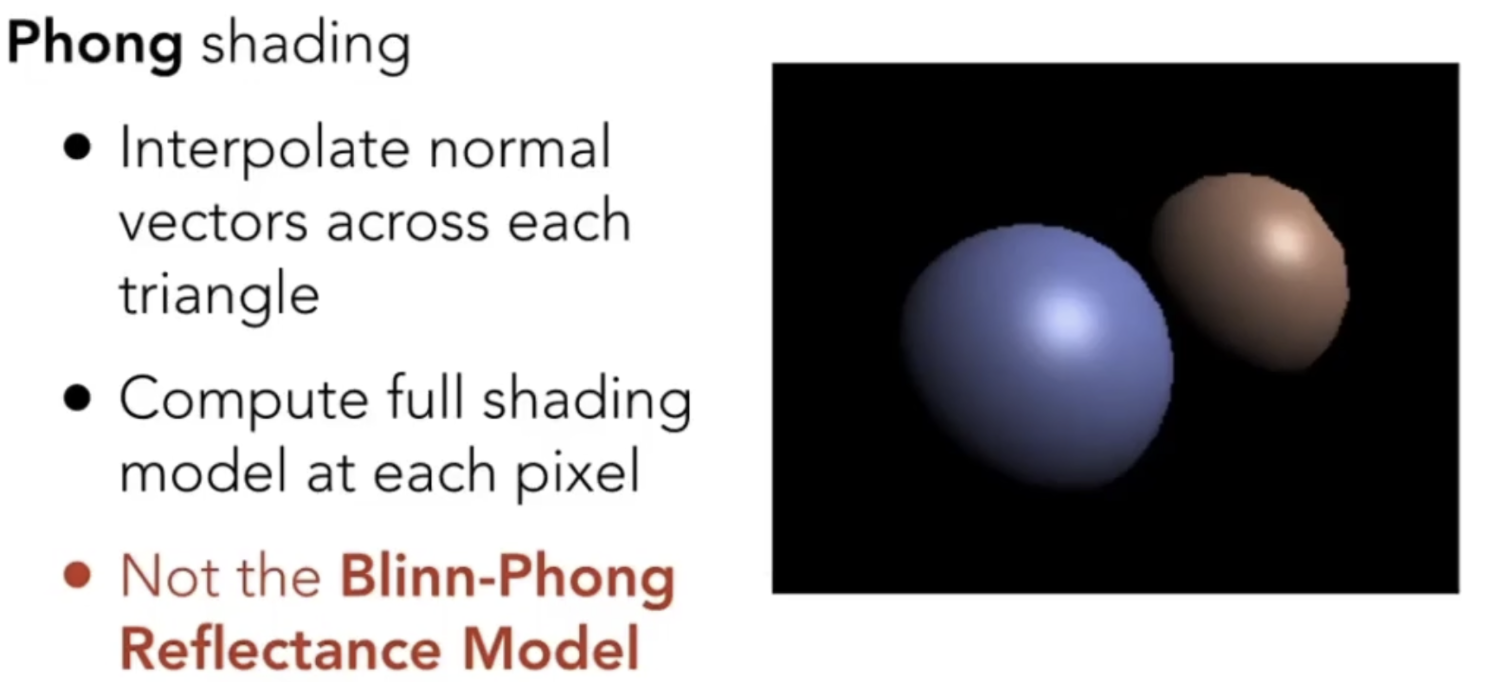 Phong shading
• Interpolate normal
vectors across each
triangle
• Compute full shading
model at each pixel
• Not the Blinn-Phong
Reflectance Model